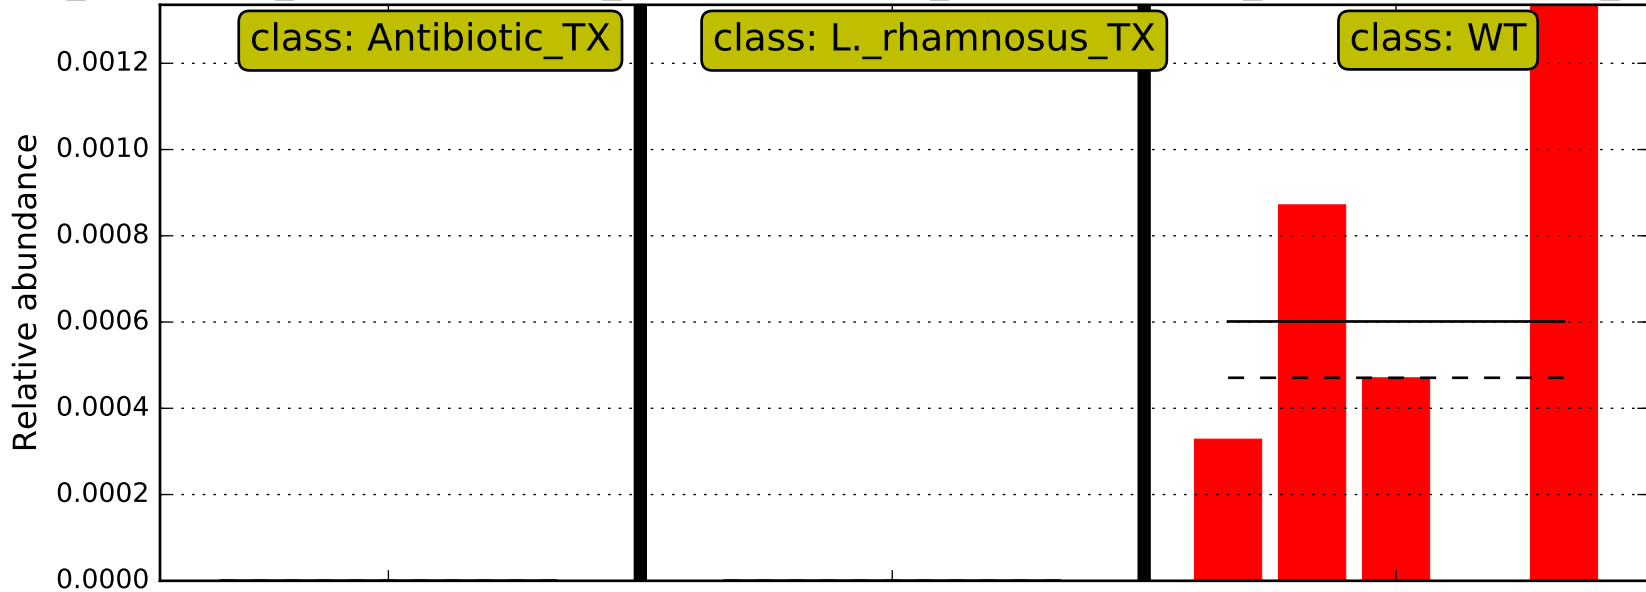 class: Antibiotic_TX
class: L._rhamnosus_TX
class: WT
Relative abundance
0.0012
0.0010
0.0008
0.0006
0.0004
0.0002
0.0000